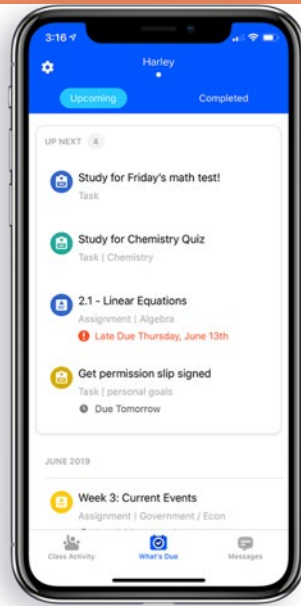 3:16
Harley
Upcoming
Completed
UP NEXT 4
Study for Friday's math test!
Task
Study for Chemistry Quiz
Task | Chemistry
2.1 - Linear Equations
Assignment | Algebra
Late Due Thursday, June 13th
Get permission slip signed
Task | personal goals
Due Tomorrow
JUNE 2019
Week 3: Current Events
Assignment | Government / Econ
Class Activity
What's Due
Messages